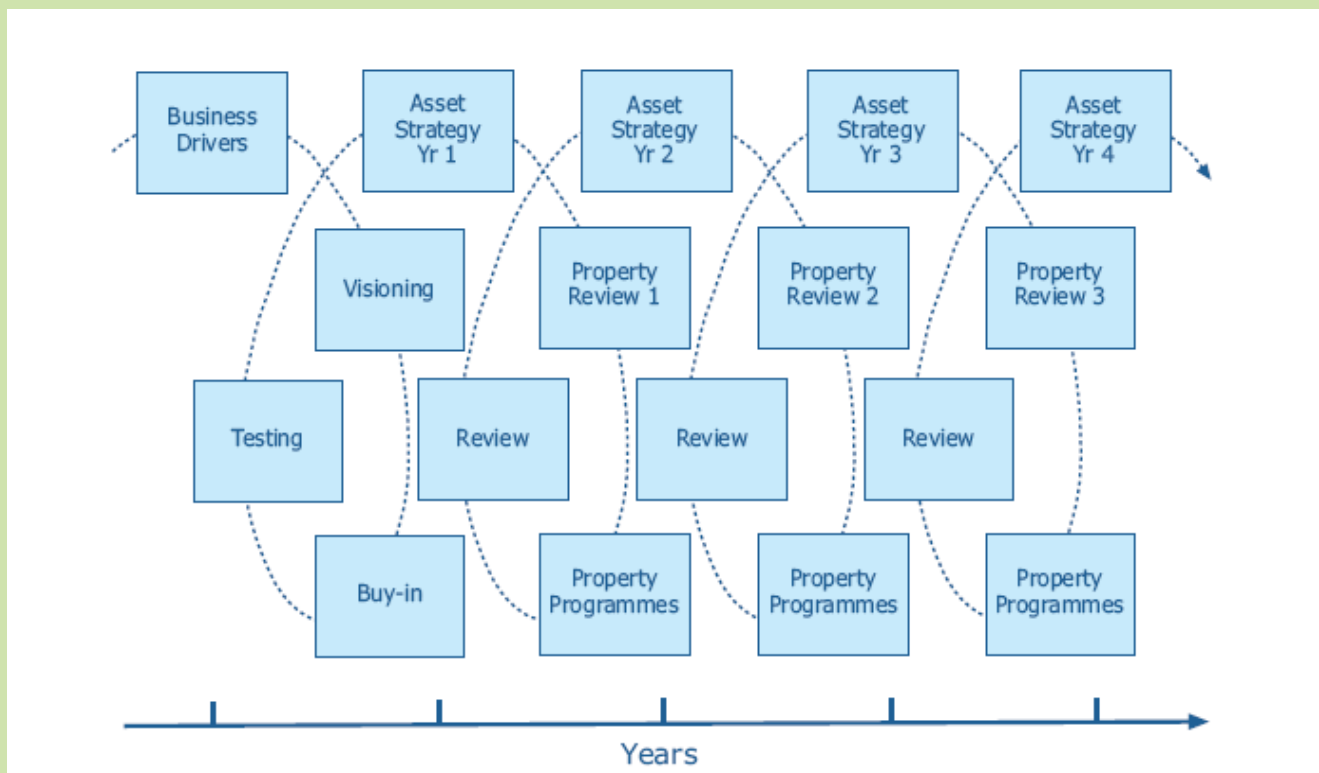 Business
Drivers
Asset
Strategy
Yr 1
Asset
Strategy
Yr 2
Asset
Strategy
Yr 3
Asset
Strategy
Yr 4
Visioning
Property
Review 1
Property
Review 2
Property
Review 3
Testing
Review
Review
Review
Buy-in
Property
Programmes
Property
Programmes
Property
Programmes
Years